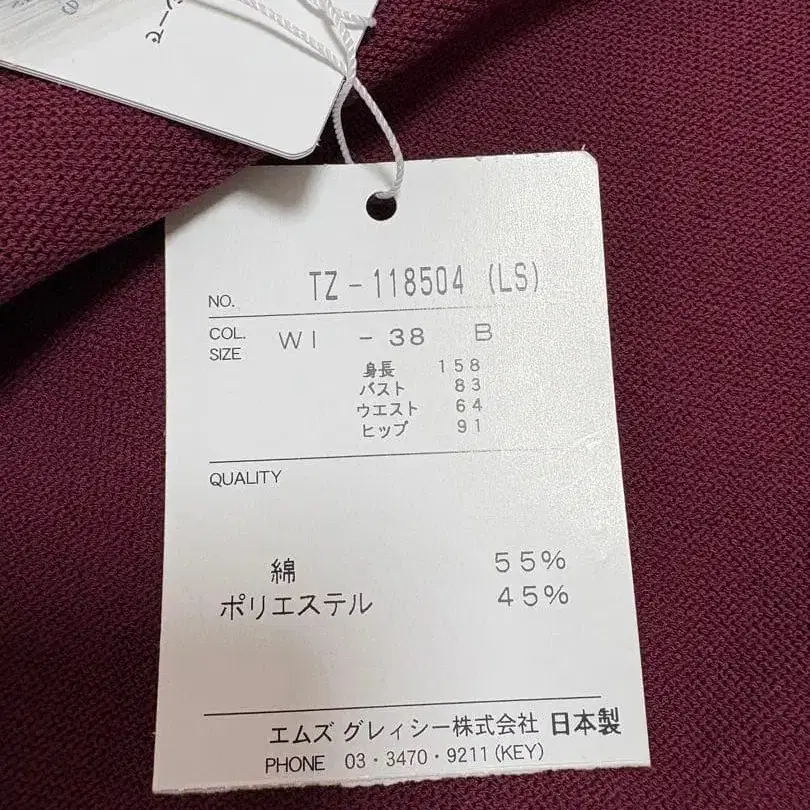 NO. TZ-118504 (LS)
COL. SIZE WI -38 B
身長 158
バスト 83
ウエスト 64
ヒップ 91
QUALITY
綿 55%
ポリエステル 45%
エムズ グレィシー株式会社 日本製
PHONE 03・3470・9211(KEY)